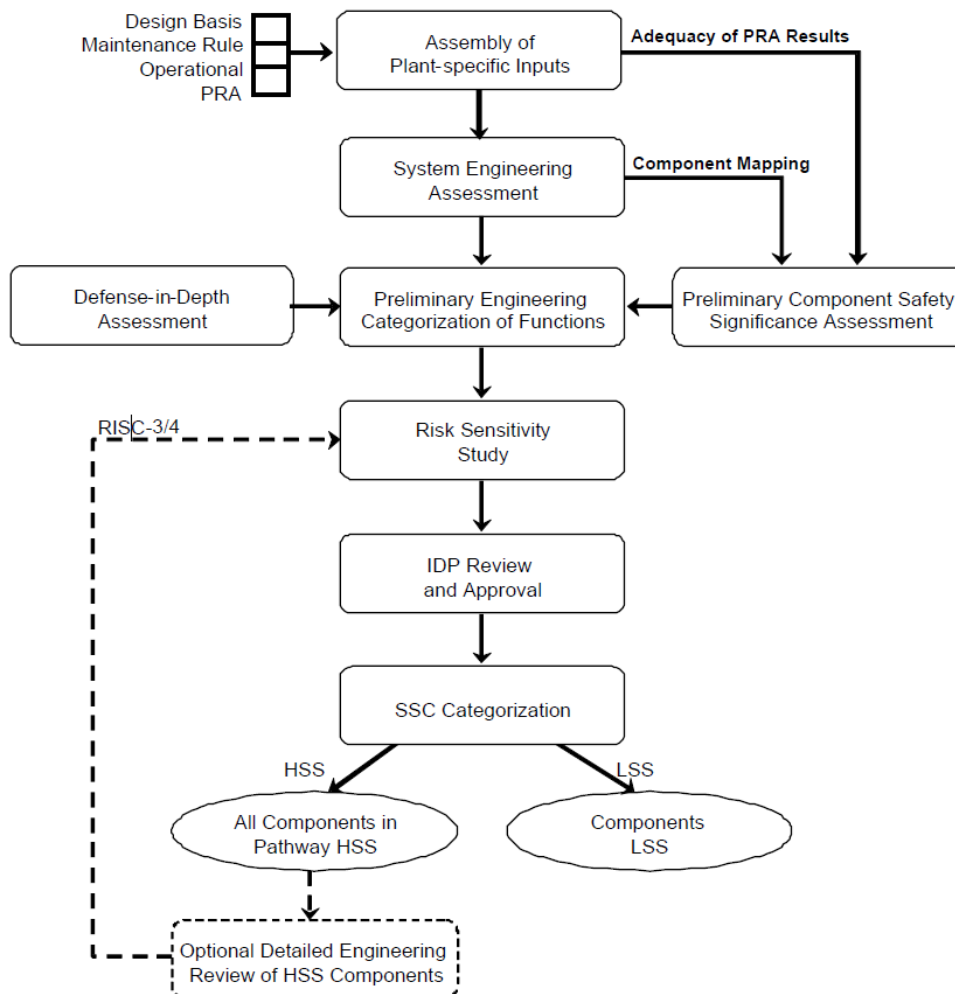 Design Basis
Maintenance Rule
Operational
PRA
Assembly of
Plant-specific Inputs
Adequacy of PRA Results
System Engineering
Assessment
Component Mapping
Defense-in-Depth
Assessment
Preliminary Engineering
Categorization of Functions
Preliminary Component Safety
Significance Assessment
RISC-3/4
Risk Sensitivity
Study
IDP Review
and Approval
SSC Categorization
HSS
LSS
All Components in
Pathway HSS
Components
LSS
Optional Detailed Engineering
Review of HSS Components